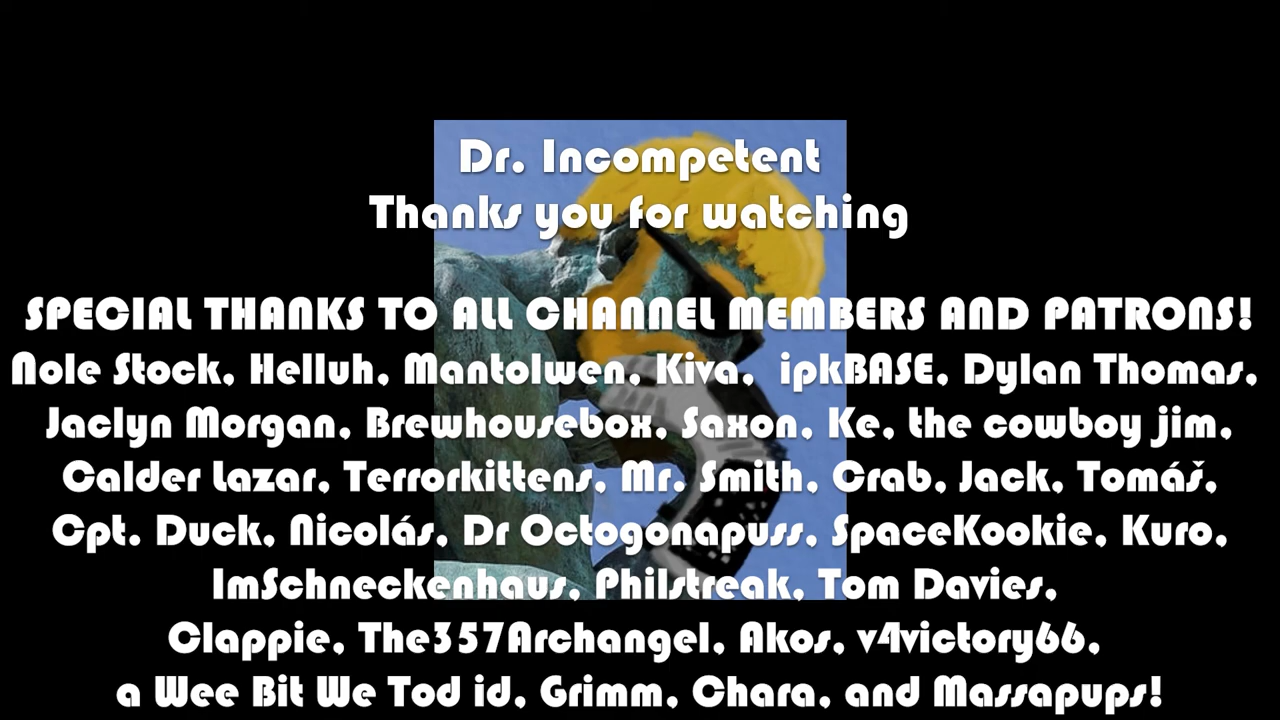 Dr. Incompetent
Thanks you for watching
SPECIAL THANKS TO ALL CHANNEL MEMBERS AND PATRONS!
Nole Stock, Helluh, Mantolwen, Kiva, ipkBASE, Dylan Thomas,
Jaclyn Morgan, Brewhousebox, Saxon, Ke, the cowboy jim,
Calder Lazar, Terrorkittens, Mr. Smith, Crab, Jack, Tomáš,
Cpt. Duck, Nicolás, Dr Octogonapuss, SpaceKookie, Kuro,
ImSchneckenhaus, Philstreak, Tom Davies,
Clappie, The357Archangel, Akos, v4victory66,
a Wee Bit We Tod id, Grimm, Chara, and Massapups!